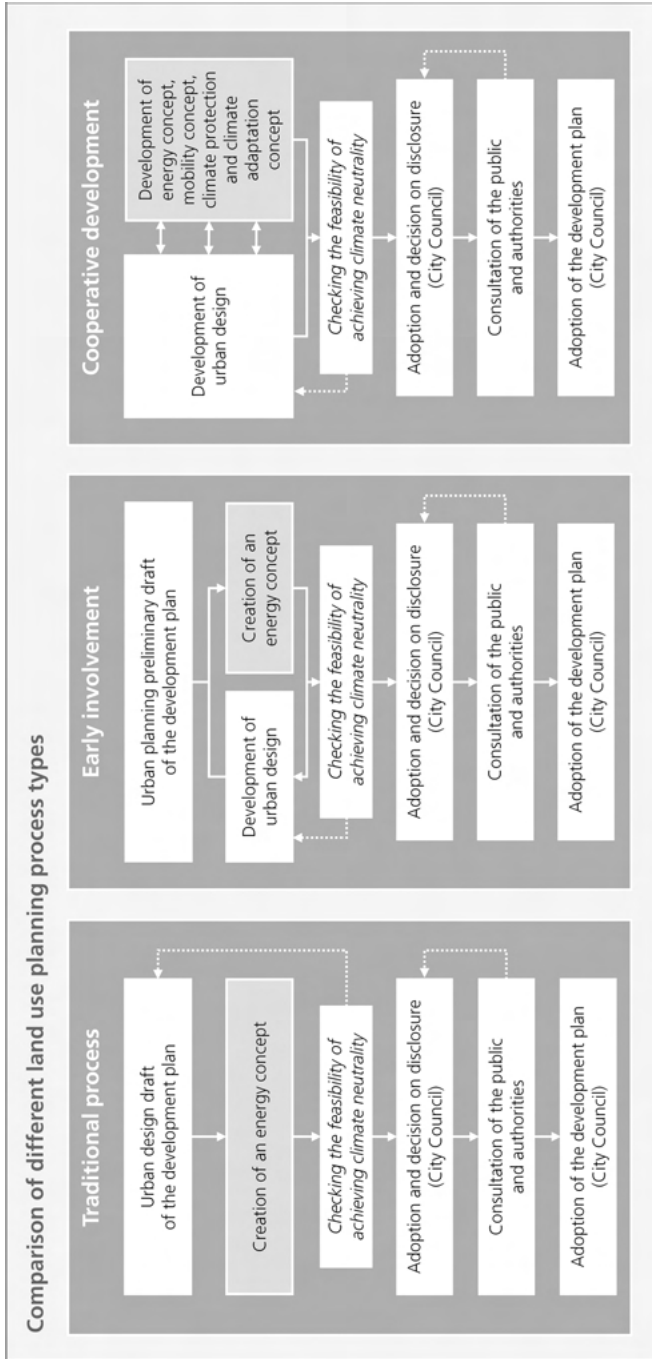 Comparison of different land use planning process types
Traditional process
Urban design draft
of the development plan
Creation of an energy concept
Checking the feasibility of
achieving climate neutrality
Adoption and decision on disclosure
(City Council)
Consultation of the public
and authorities
Adoption of the development plan
(City Council)
Early involvement
Urban planning preliminary draft
of the development plan
Development of
urban design
Creation of an
energy concept
Checking the feasibility of
achieving climate neutrality
Adoption and decision on disclosure
(City Council)
Consultation of the public
and authorities
Adoption of the development plan
(City Council)
Cooperative development
Development of
urban design
Development of
energy concept,
mobility concept,
climate protection
and climate
adaptation
concept
Checking the feasibility of
achieving climate neutrality
Adoption and decision on disclosure
(City Council)
Consultation of the public
and authorities
Adoption of the development plan
(City Council)